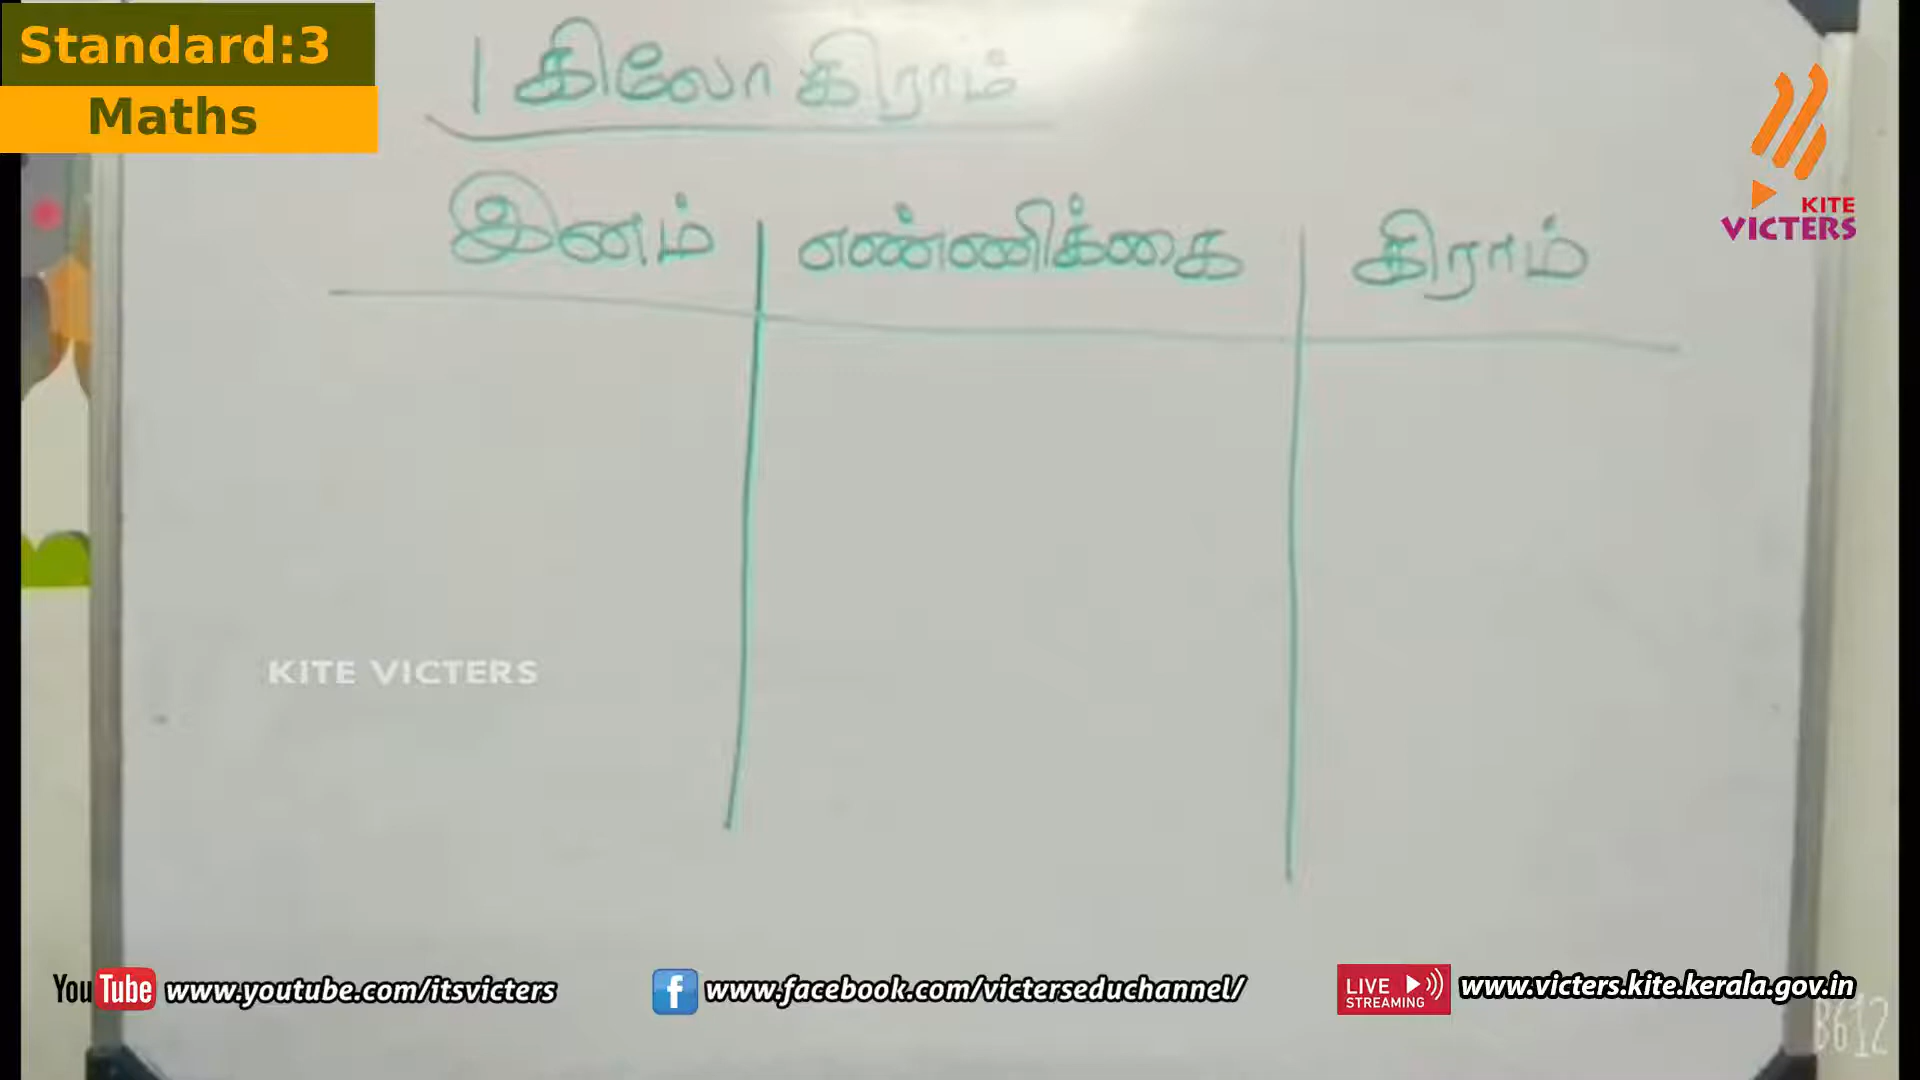 Standard:3
Maths
1 கிலோ கிராம்
இனம் எண்ணிக்கை கிராம்
KITE
VICTERS
KITE VICTERS
YouTube www.youtube.com/itsvicters
f www.facebook.com/victerseduchannel/
LIVE STREAMING www.victers.kite.kerala.gov.in
B612